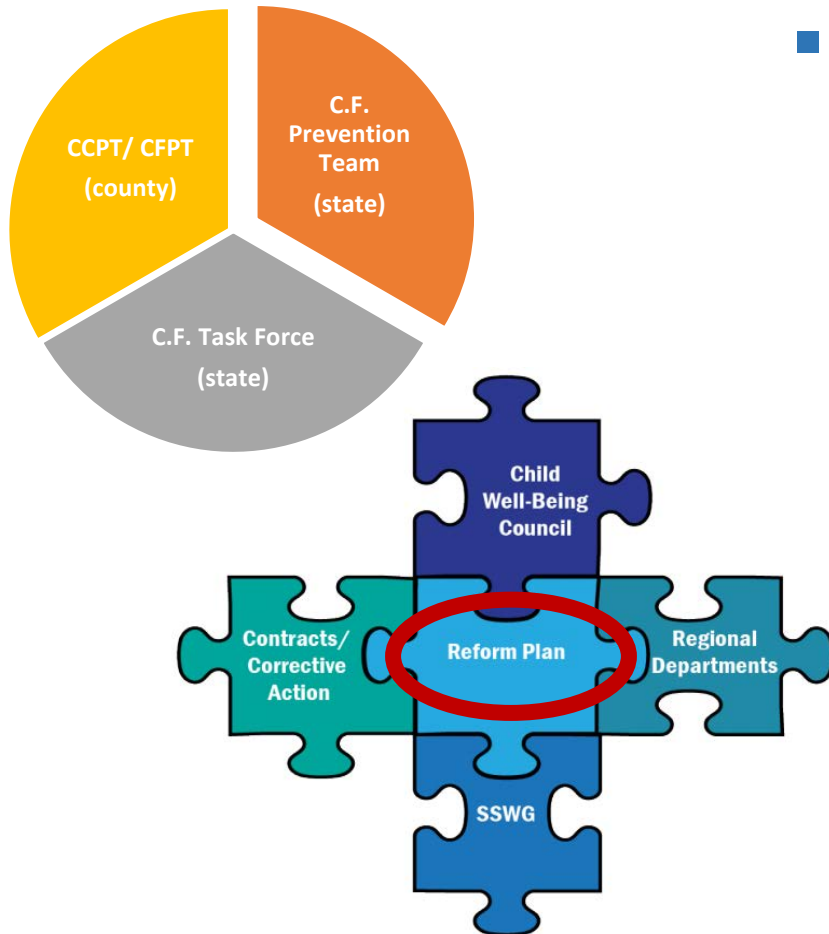 C.F.
Prevention
Team
(state)
CCPT/ CFPT
(county)
C.F. Task Force
(state)
Child
Well-Being
Council
Contracts/
Corrective
Action
Reform Plan
Regional
Departments
SSWG